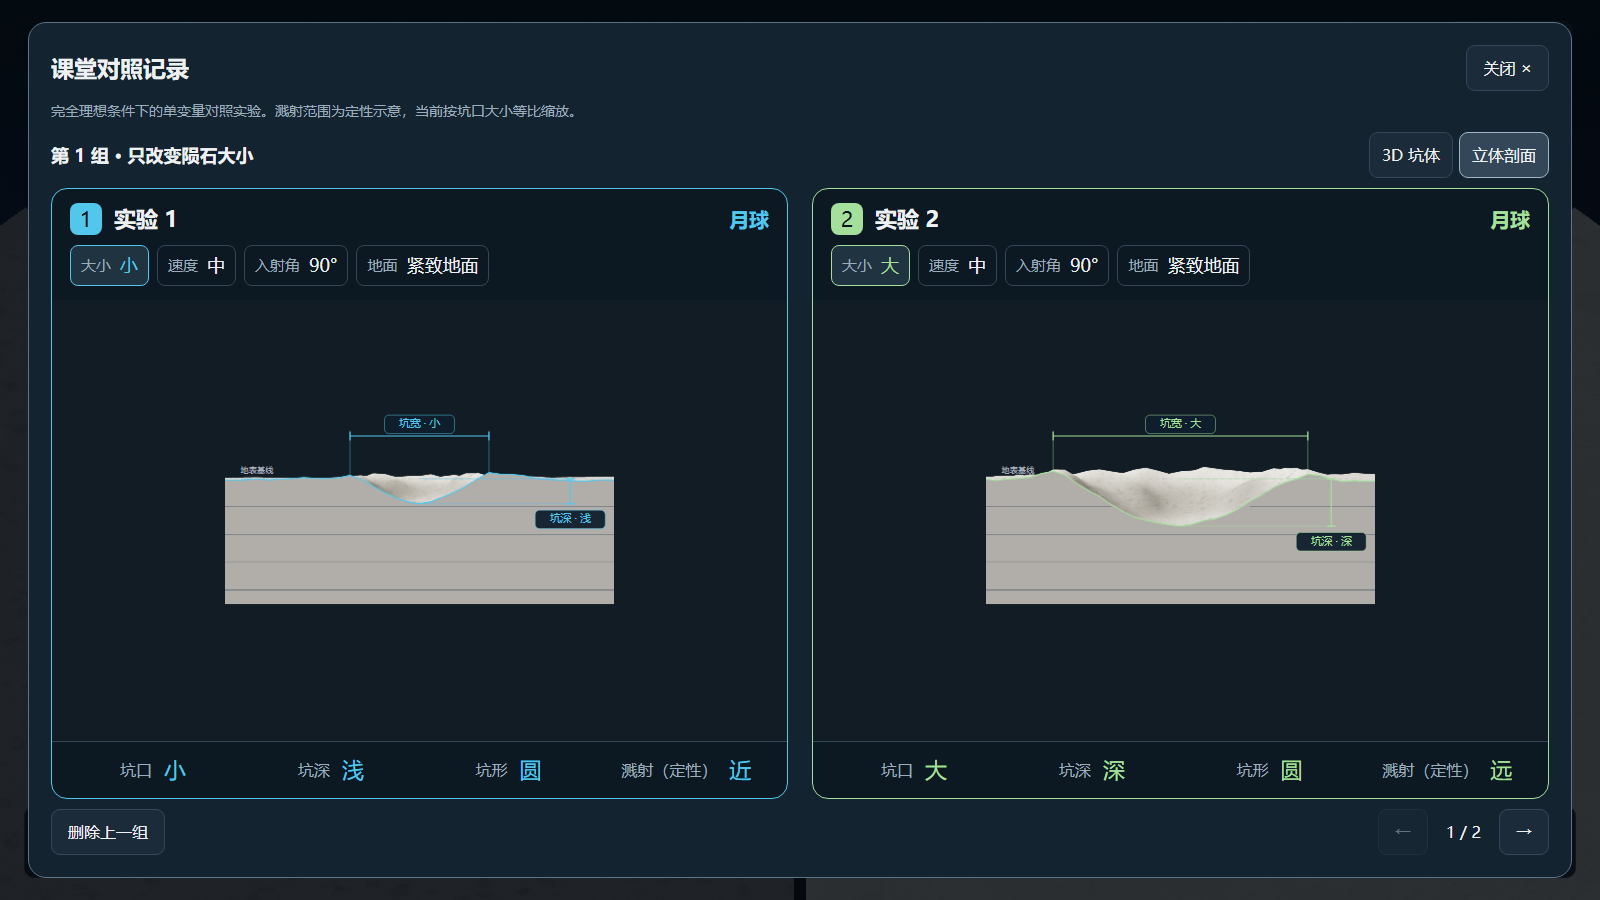 课堂对照记录
关闭 ×
完全理想条件下的单变量对照实验。溅射范围为定性示意，当前按坑口大小等比缩放。
第 1 组 · 只改变陨石大小
3D 坑体
立体剖面
1 实验 1 月球
大小 小 速度 中 入射角 90° 地面 紧致地面
坑宽 · 小
地表基线
坑深 · 浅
坑口 小 坑深 浅 坑形 圆 溅射（定性） 近
2 实验 2 月球
大小 大 速度 中 入射角 90° 地面 紧致地面
坑宽 · 大
地表基线
坑深 · 深
坑口 大 坑深 深 坑形 圆 溅射（定性） 远
删除上一组
← 1 / 2 →